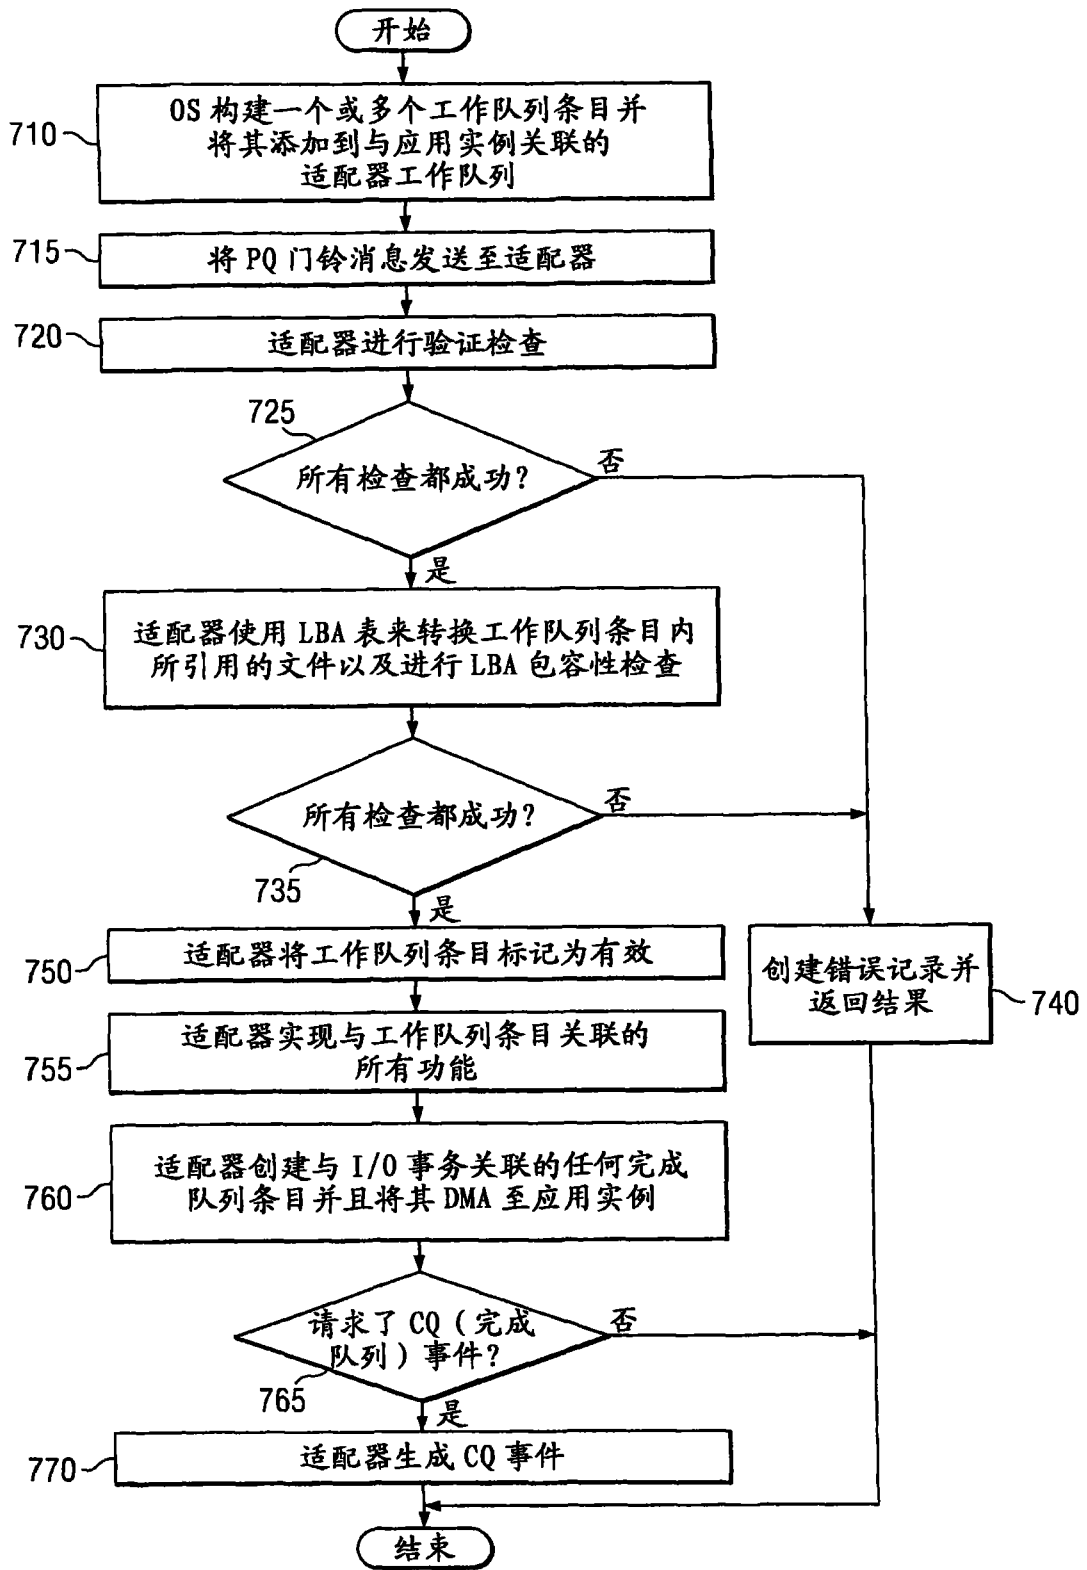 开始
710
OS 构建一个或多个工作队列条目并
将其添加到与应用实例关联的
适配器工作队列
715
将 PQ 门铃消息发送至适配器
720
适配器进行验证检查
725
所有检查都成功?
否
是
730
适配器使用 LBA 表来转换工作队列条目内
所引用的文件以及进行 LBA 包容性检查
所有检查都成功?
否
735
是
750
适配器将工作队列条目标记为有效
创建错误记录并
返回结果
740
755
适配器实现与工作队列条目关联的
所有功能
760
适配器创建与 I/O 事务关联的任何完成
队列条目并且将其 DMA 至应用实例
请求了 CQ (完成
队列) 事件?
否
765
是
770
适配器生成 CQ 事件
结束